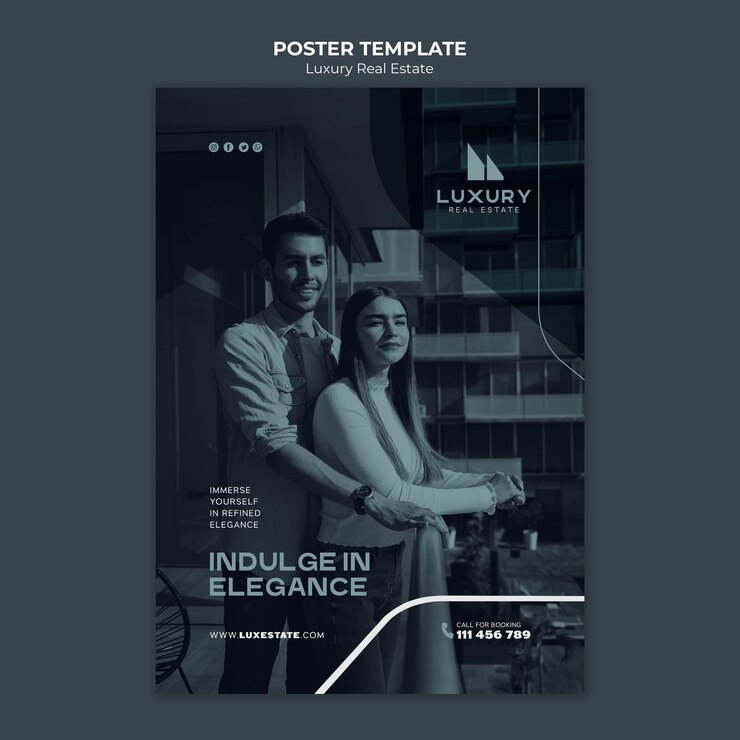 POSTER TEMPLATE
Luxury Real Estate
LUXURY
REAL ESTATE
IMMERSE
YOURSELF
IN REFINED
ELEGANCE
INDULGE IN
ELEGANCE
WWW.LUXESTATE.COM
CALL FOR BOOKING
111 456 789